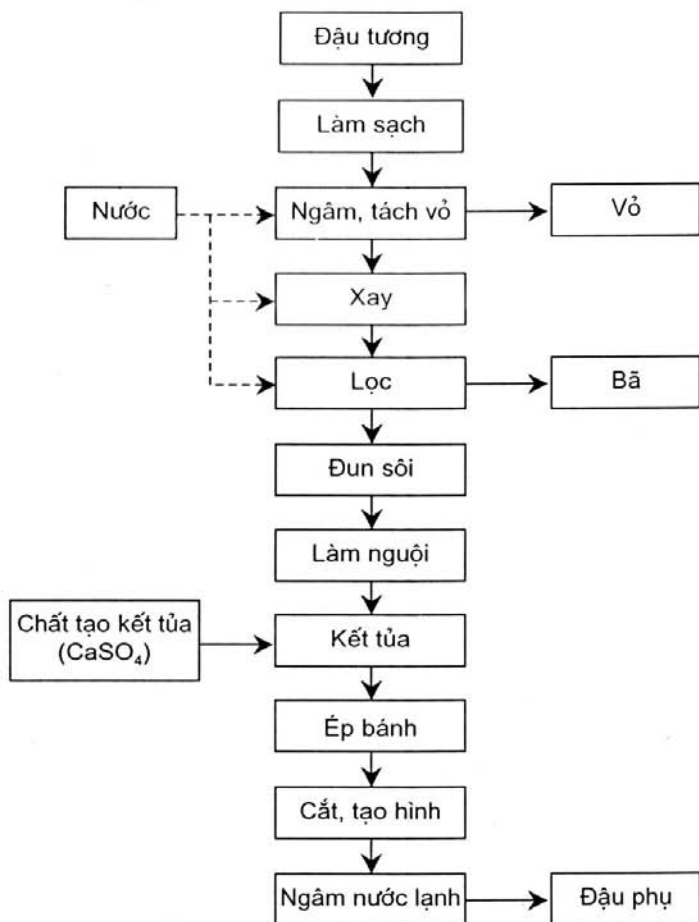 Đậu tương
Làm sạch
Nước
Ngâm, tách vỏ
Vỏ
Xay
Lọc
Bã
Đun sôi
Làm nguội
Chất tạo kết tủa
(CaSO₄)
Kết tủa
Ép bánh
Cắt, tạo hình
Ngâm nước lạnh
Đậu phụ